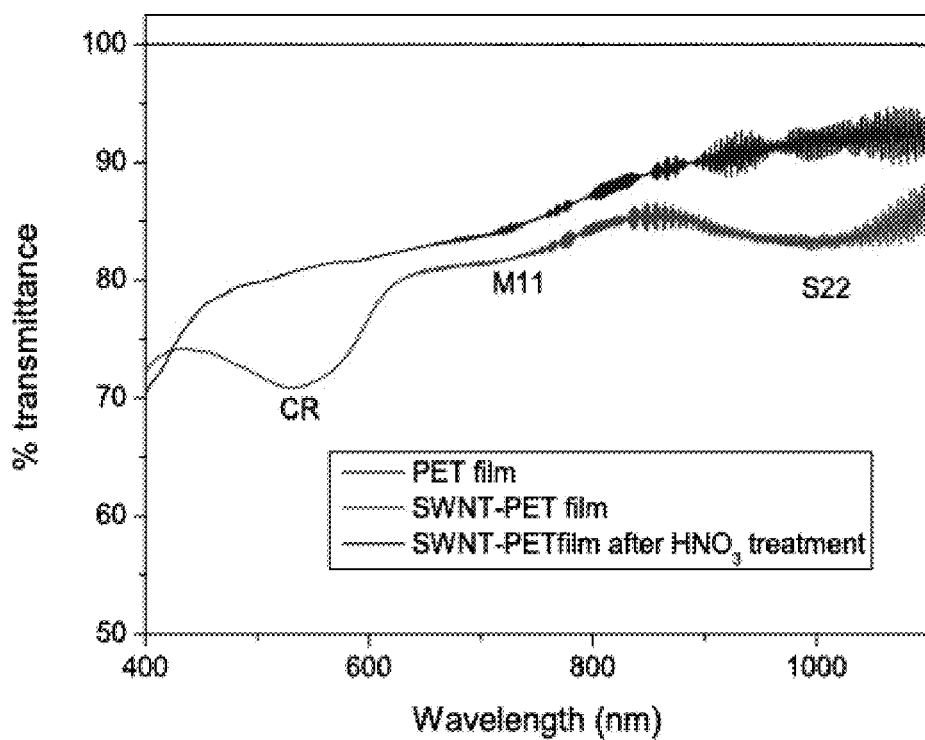 100
90
80
70
60
50
% transmittance
M11
S22
CR
PET film
SWNT-PET film
SWNT-PETfilm after HNO₃ treatment
400
600
800
1000
Wavelength (nm)